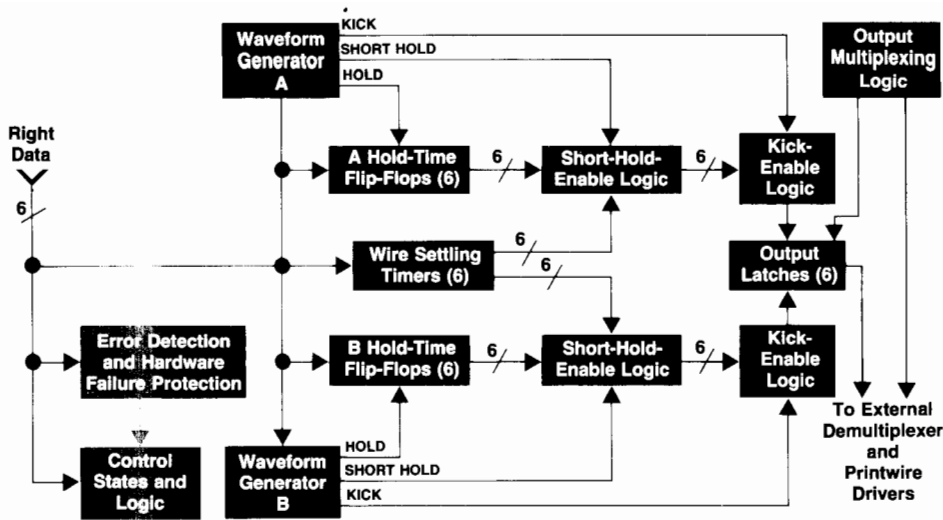 Waveform
Generator
A
KICK
SHORT HOLD
HOLD
Output
Multiplexing
Logic
Right
Data
6
A Hold-Time
Flip-Flops (6)
6
Short-Hold-
Enable Logic
6
Kick-
Enable
Logic
Wire Settling
Timers (6)
6
6
Output
Latches (6)
Error Detection
and Hardware
Failure Protection
B Hold-Time
Flip-Flops (6)
6
Short-Hold-
Enable Logic
6
Kick-
Enable
Logic
Control
States and
Logic
Waveform
Generator
B
HOLD
SHORT HOLD
KICK
To External
Demultiplexer
and
Printwire
Drivers